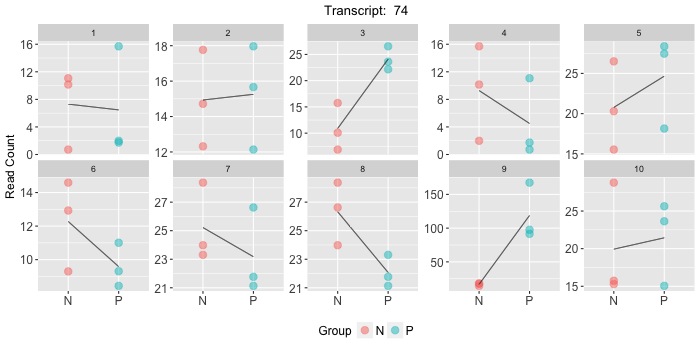 Transcript: 74
1 2 3 4 5
16 18 25 16 25
12 16 20 12 20
8 14 15 8 15
4 12 10 4
0 0
Read Count
6 7 8 9 10
14 27 27 150 25
12 25 25 100 20
10 23 23 50 15
21 21
N P N P N P N P N P
Group N P